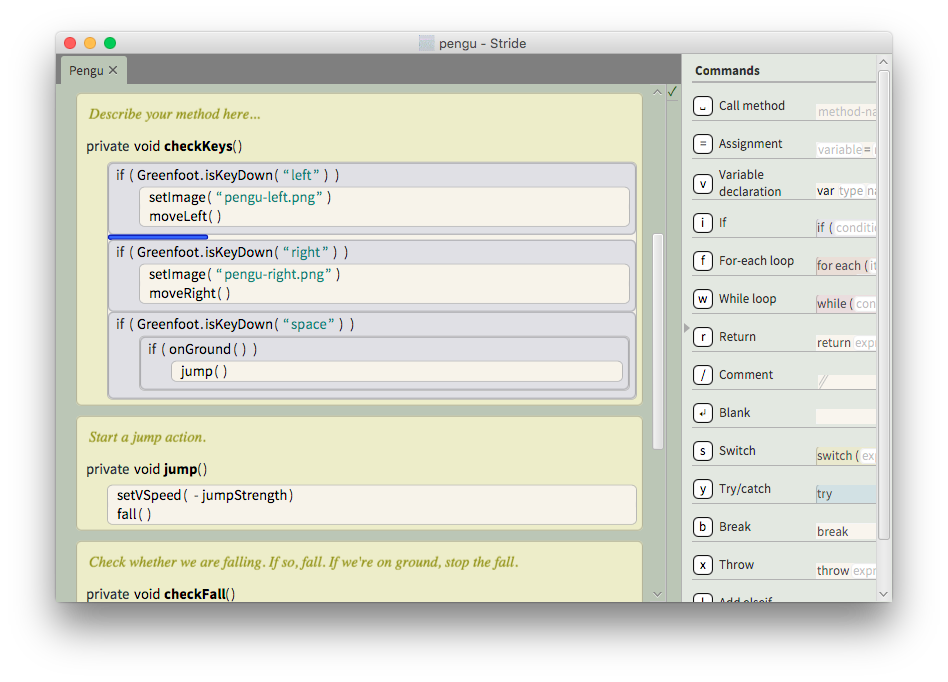 pengu - Stride
Pengu ×
Describe your method here...
private void checkKeys()
if ( Greenfoot.isKeyDown( “left” ) )
setImage( “pengu-left.png” )
moveLeft( )
if ( Greenfoot.isKeyDown( “right” ) )
setImage( “pengu-right.png” )
moveRight( )
if ( Greenfoot.isKeyDown( “space” ) )
if ( onGround( ) )
jump( )
Start a jump action.
private void jump()
setVSpeed( - jumpStrength)
fall( )
Check whether we are falling. If so, fall. If we're on ground, stop the fall.
private void checkFall()
Commands
Call method method-na
= Assignment variable =
v Variable
declaration var type na
i If if ( conditi
f For-each loop for each ( it
w While loop while ( con
r Return return expr
/ Comment //
↲ Blank
s Switch switch ( ex
y Try/catch try
b Break break
x Throw throw expr
Add elseif